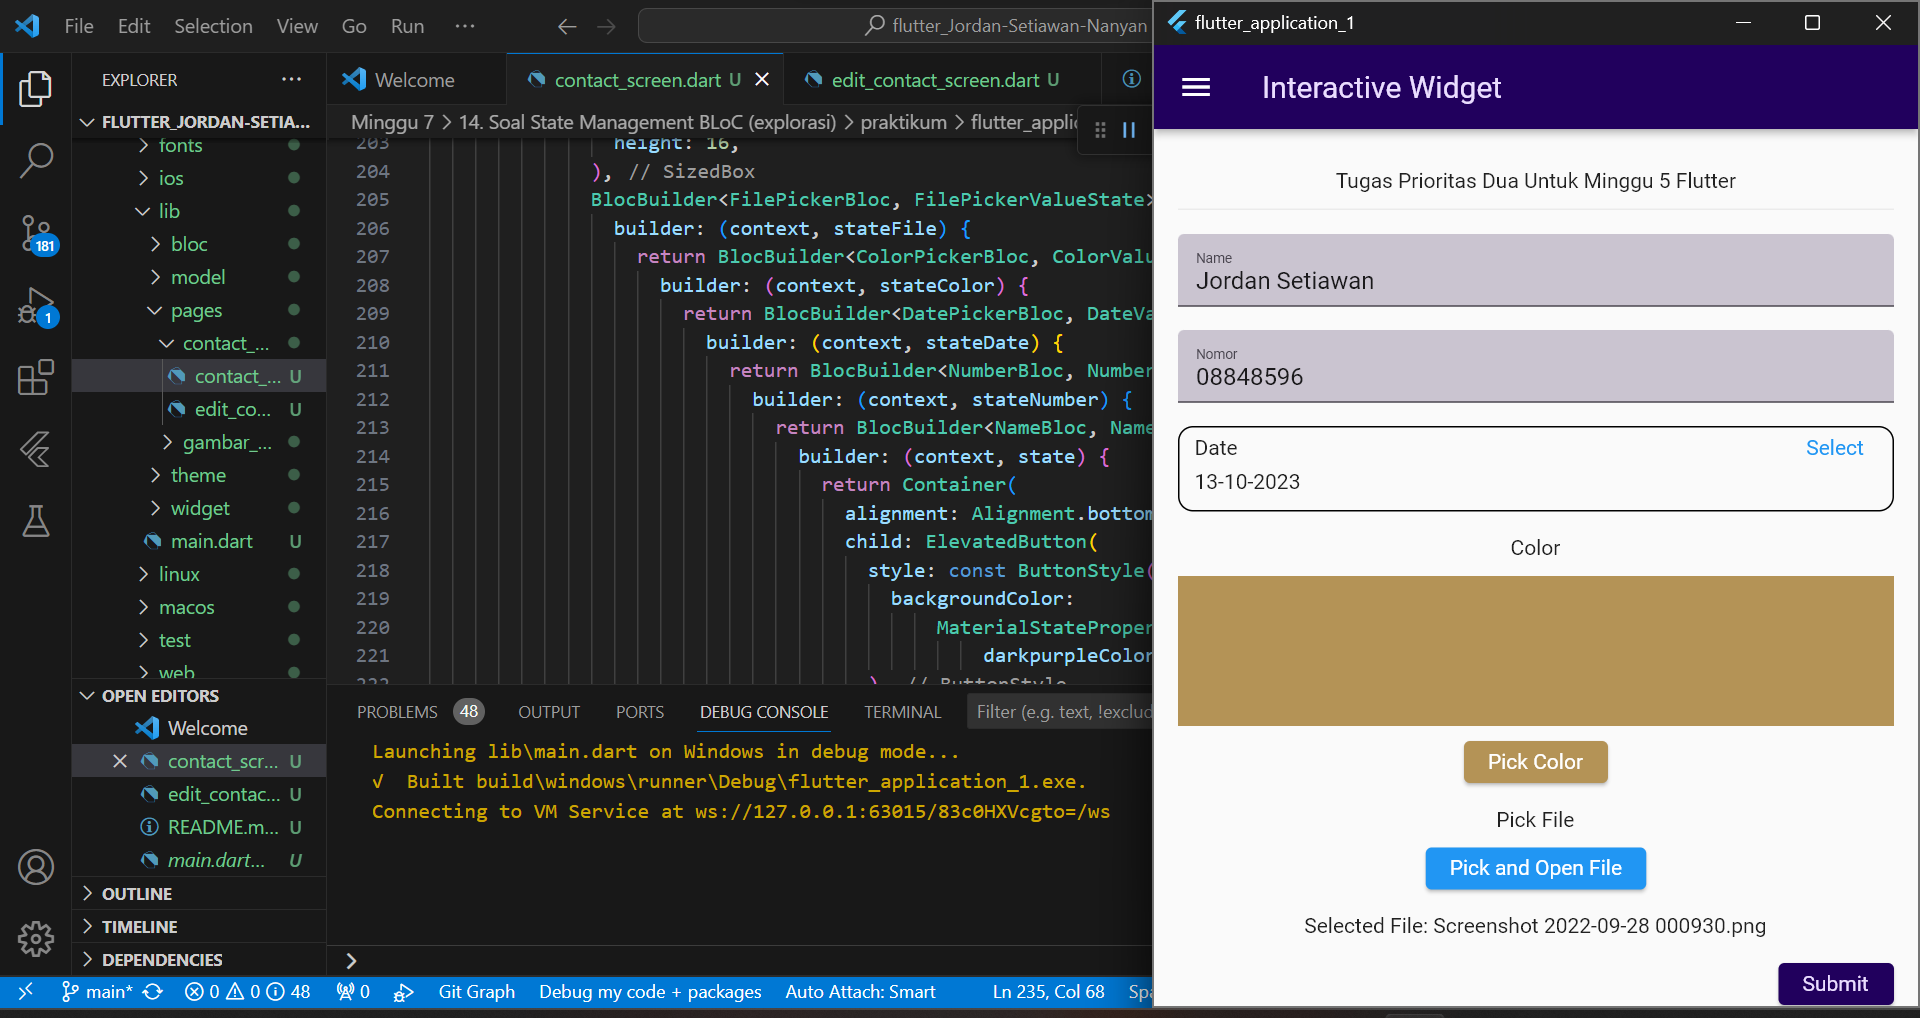 File Edit Selection View Go Run ···
flutter_Jordan-Setiawan-Nanyan
EXPLORER
FLUTTER_JORDAN-SETIA...
fonts
ios
lib
bloc
model
pages
contact_...
contact_... U
edit_co... U
gambar_...
theme
widget
main.dart U
linux
macos
test
web
OPEN EDITORS
Welcome
contact_scr... U
edit_contac... U
README.m... U
main.dart... U
OUTLINE
TIMELINE
DEPENDENCIES
181
1
Welcome
contact_screen.dart U
edit_contact_screen.dart U
Minggu 7 > 14. Soal State Management BLoC (explorasi) > praktikum > flutter_applic
203 height: 16,
204 ), // SizedBox
205 BlocBuilder<FilePickerBloc, FilePickerValueState>
206 builder: (context, stateFile) {
207 return BlocBuilder<ColorPickerBloc, ColorValu
208 builder: (context, stateColor) {
209 return BlocBuilder<DatePickerBloc, DateVa
210 builder: (context, stateDate) {
211 return BlocBuilder<NumberBloc, Number
212 builder: (context, stateNumber) {
213 return BlocBuilder<NameBloc, Name
214 builder: (context, state) {
215 return Container(
216 alignment: Alignment.bottom
217 child: ElevatedButton(
218 style: const ButtonStyle(
219 backgroundColor:
220 MaterialStateProper
221 darkpurpleColor
222 ), // ButtonStyle
PROBLEMS 48 OUTPUT PORTS DEBUG CONSOLE TERMINAL
Filter (e.g. text, !exclud
Launching lib\main.dart on Windows in debug mode...
√ Built build\windows\runner\Debug\flutter_application_1.exe.
Connecting to VM Service at ws://127.0.0.1:63015/83c0HXVcgto=/ws
>
main* 0 0 48 0 Git Graph Debug my code + packages Auto Attach: Smart Ln 235, Col 68 Spa
flutter_application_1
Interactive Widget
Tugas Prioritas Dua Untuk Minggu 5 Flutter
Name
Jordan Setiawan
Nomor
08848596
Date Select
13-10-2023
Color
Pick Color
Pick File
Pick and Open File
Selected File: Screenshot 2022-09-28 000930.png
Submit